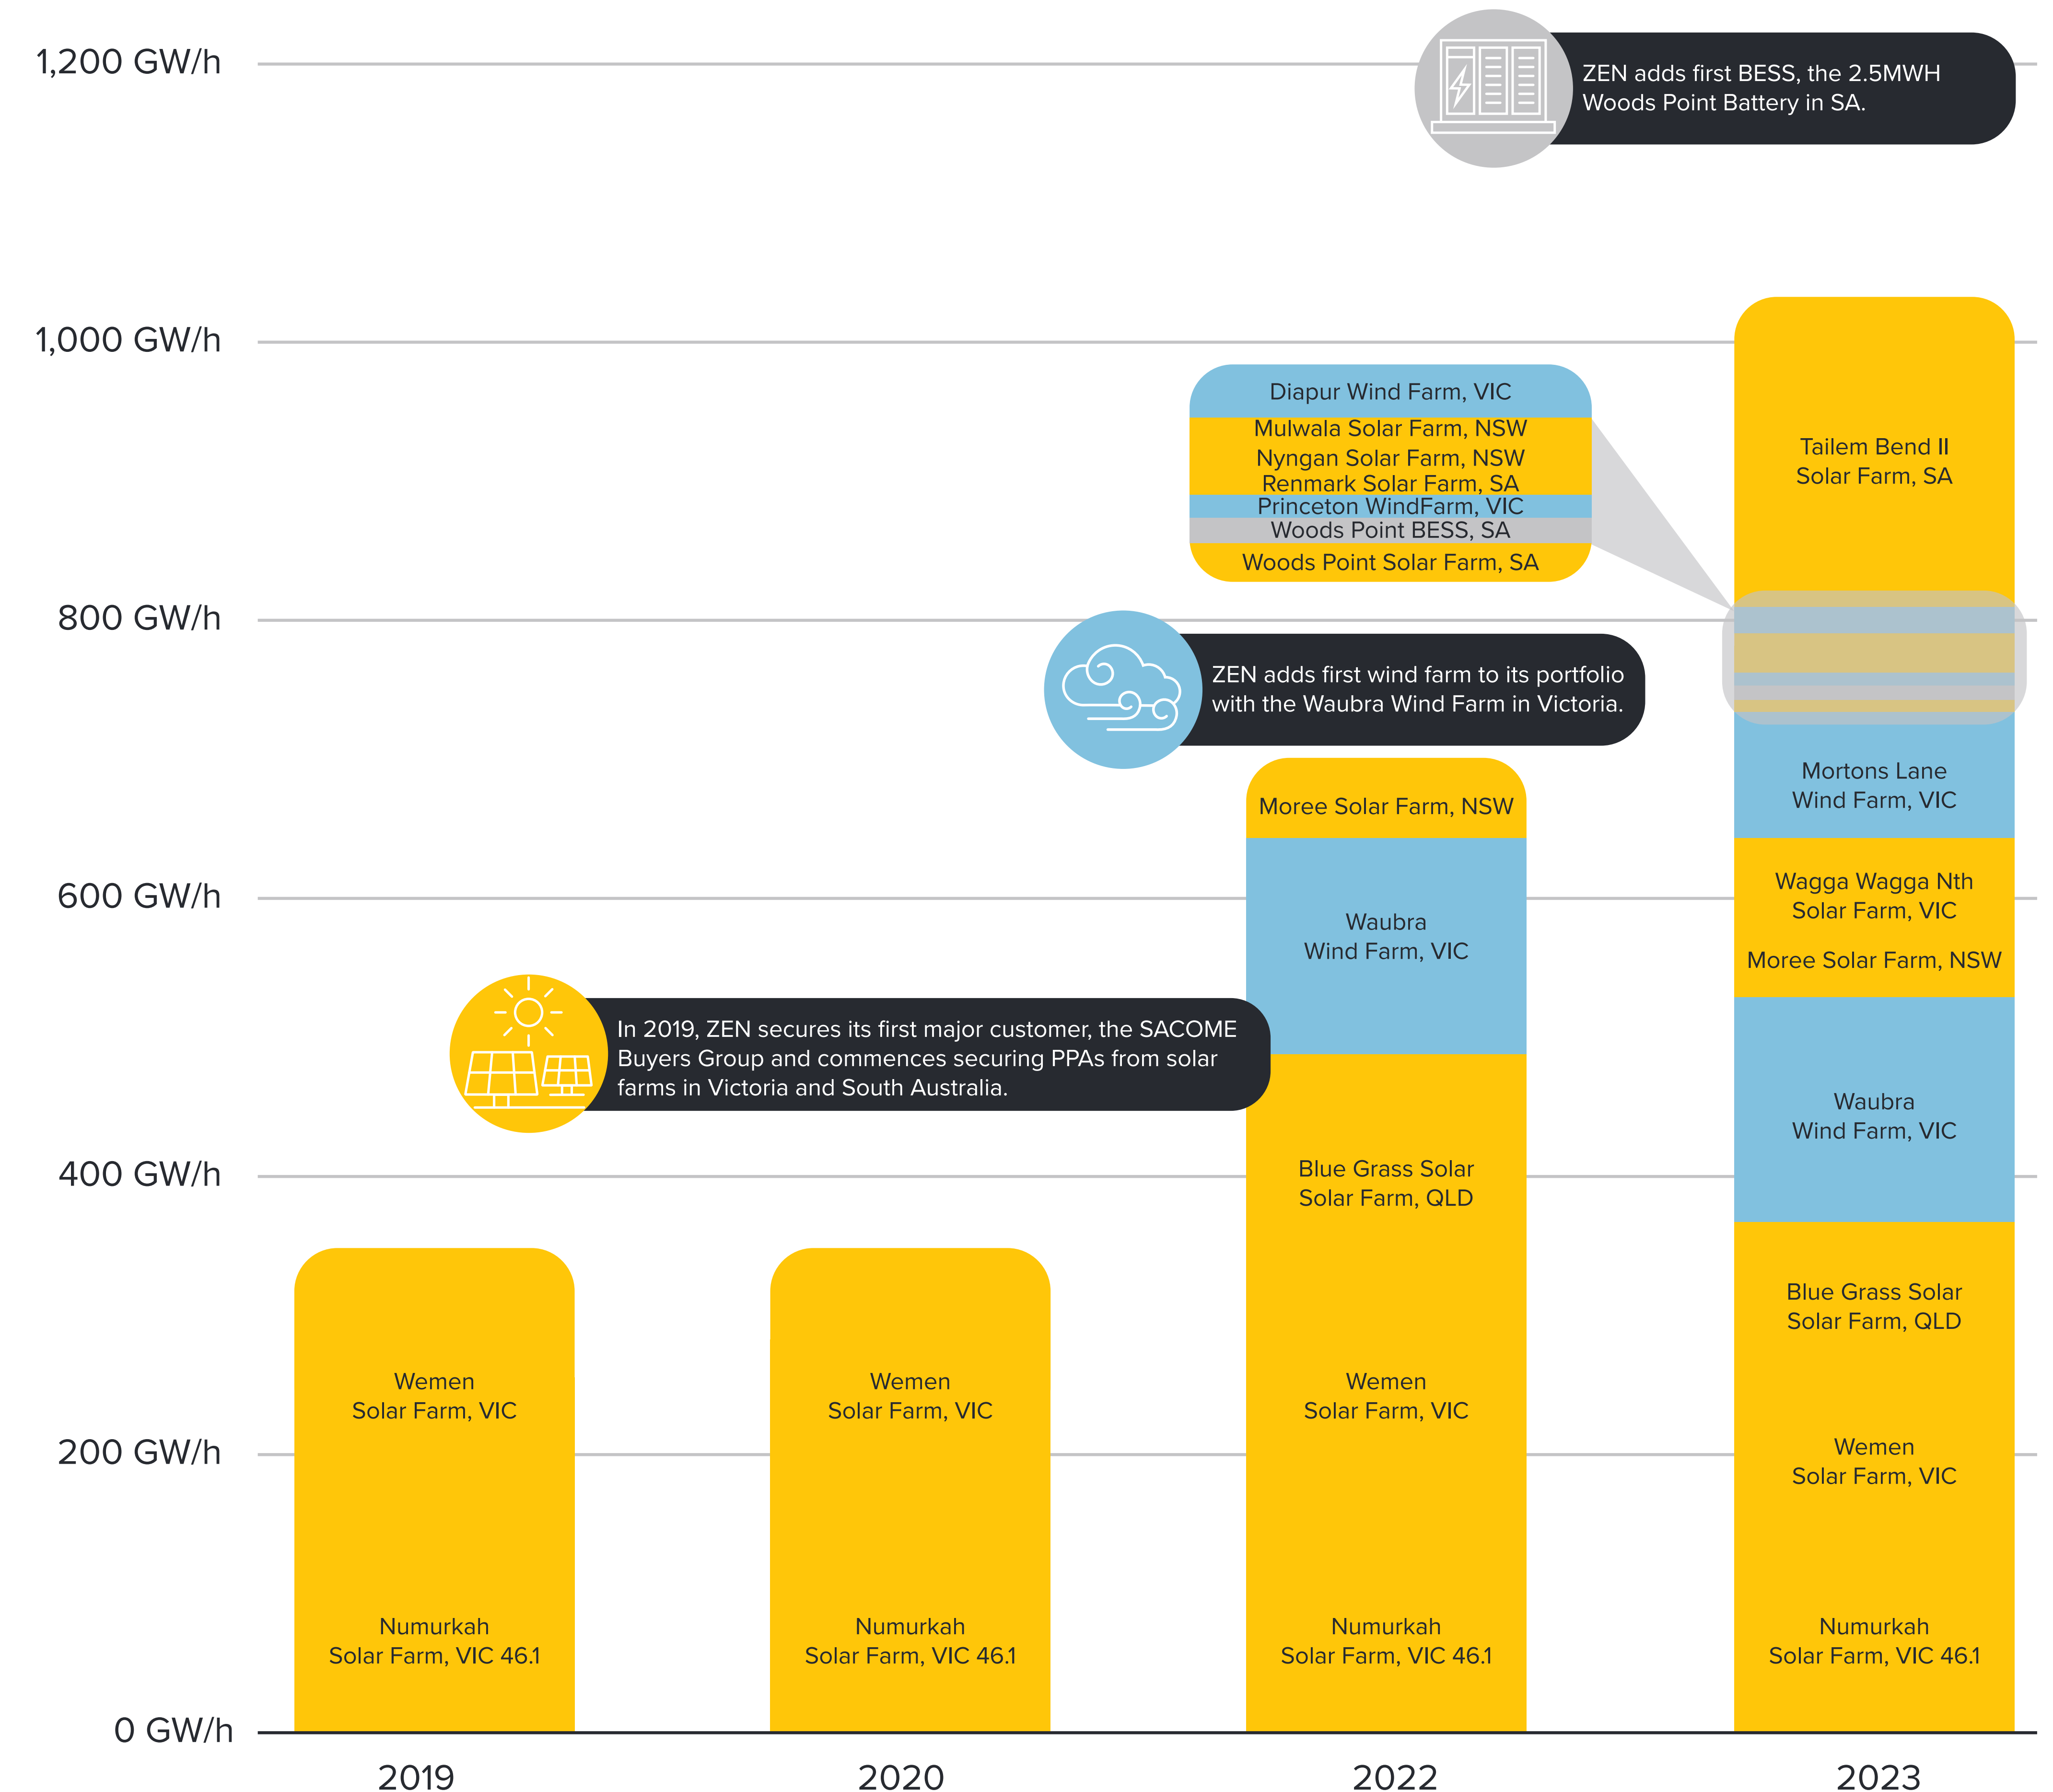 1,200 GW/h
ZEN adds first BESS, the 2.5MWH
Woods Point Battery in SA.
1,000 GW/h
Diapur Wind Farm, VIC
Mulwala Solar Farm, NSW
Nyngan Solar Farm, NSW
Renmark Solar Farm, SA
Princeton WindFarm, VIC
Woods Point BESS, SA
Woods Point Solar Farm, SA
Tailem Bend II
Solar Farm, SA
800 GW/h
ZEN adds first wind farm to its portfolio
with the Waubra Wind Farm in Victoria.
600 GW/h
In 2019, ZEN secures its first major customer, the SACOME
Buyers Group and commences securing PPAs from solar
farms in Victoria and South Australia.
400 GW/h
200 GW/h
0 GW/h
Wemen
Solar Farm, VIC
Numurkah
Solar Farm, VIC 46.1
2019
Wemen
Solar Farm, VIC
Numurkah
Solar Farm, VIC 46.1
2020
Moree Solar Farm, NSW
Waubra
Wind Farm, VIC
Blue Grass Solar
Solar Farm, QLD
Wemen
Solar Farm, VIC
Numurkah
Solar Farm, VIC 46.1
2022
Mortons Lane
Wind Farm, VIC
Wagga Wagga Nth
Solar Farm, VIC
Moree Solar Farm, NSW
Waubra
Wind Farm, VIC
Blue Grass Solar
Solar Farm, QLD
Wemen
Solar Farm, VIC
Numurkah
Solar Farm, VIC 46.1
2023